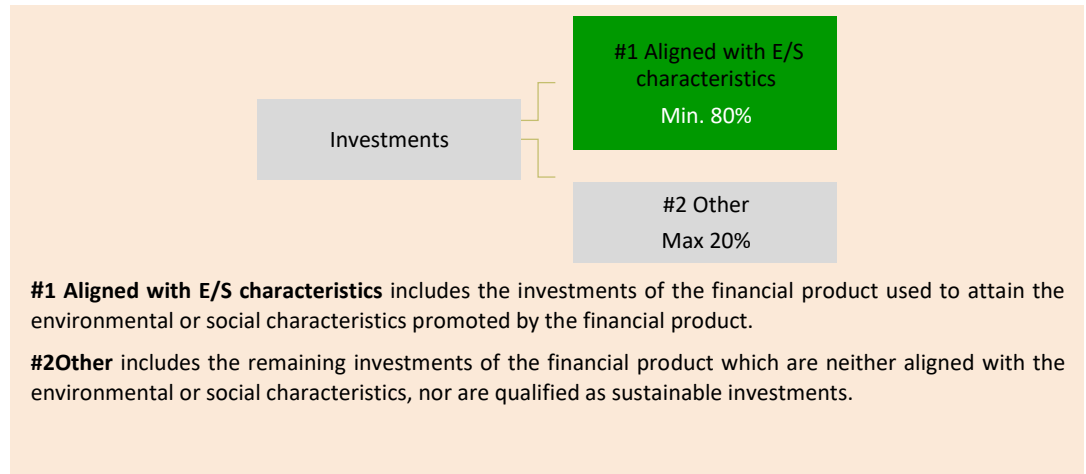 #1 Aligned with E/S
characteristics
Min. 80%
Investments
#2 Other
Max 20%
#1 Aligned with E/S characteristics includes the investments of the financial product used to attain the
environmental or social characteristics promoted by the financial product.
#2Other includes the remaining investments of the financial product which are neither aligned with the
environmental or social characteristics, nor are qualified as sustainable investments.